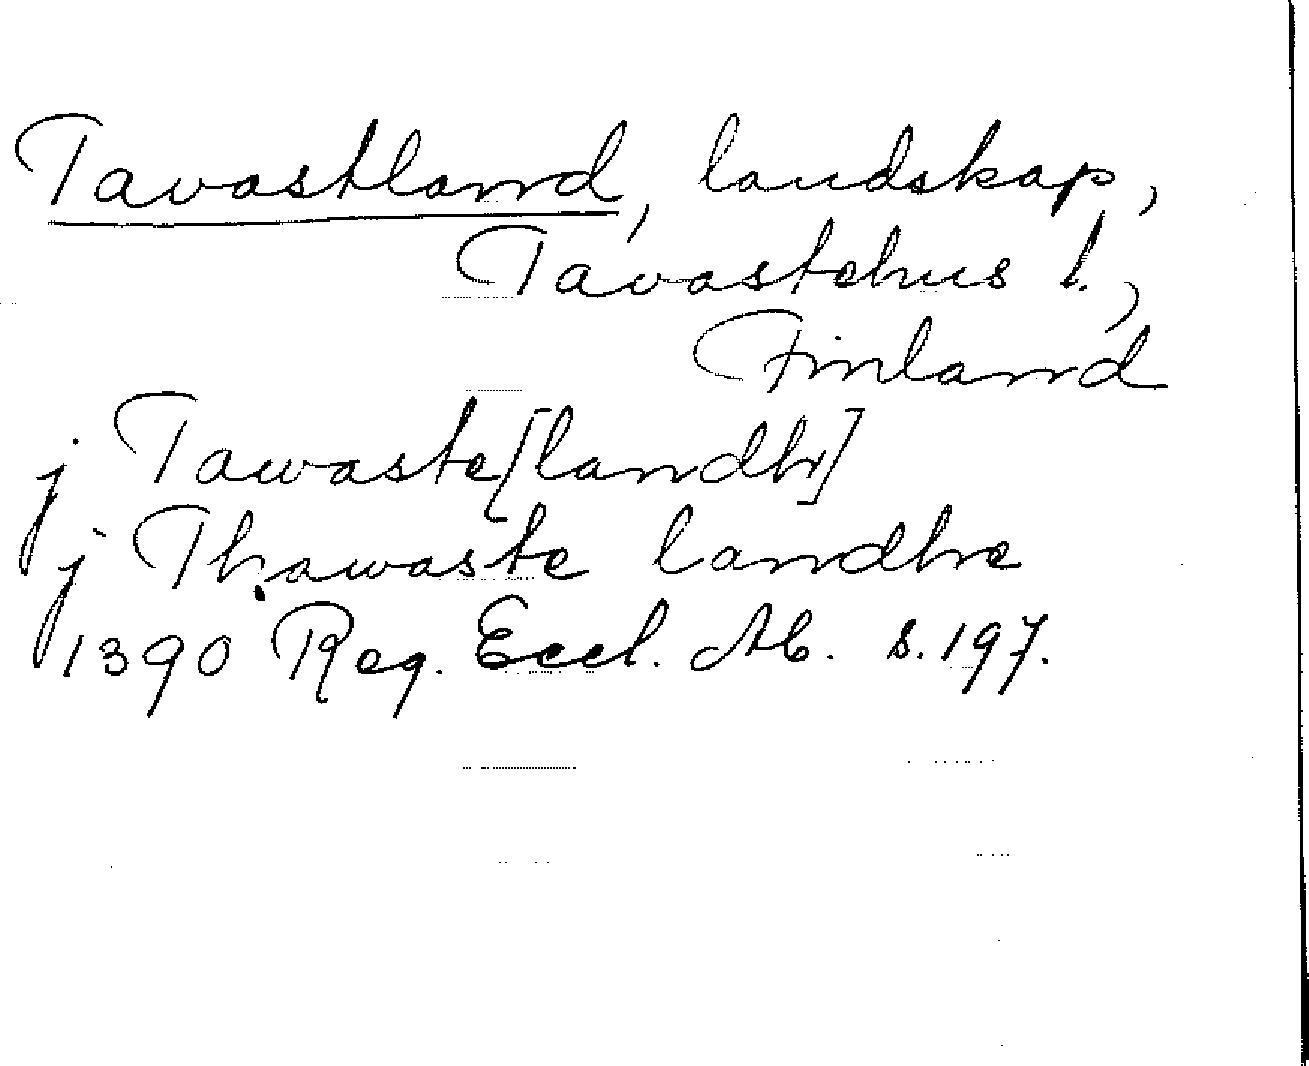 Tavastland, landskap,
Tavastehus l.,
Finland
j Tawaste[landh]
j Thawaste landhe
1390 Reg. Eccl. Ab. s. 197.